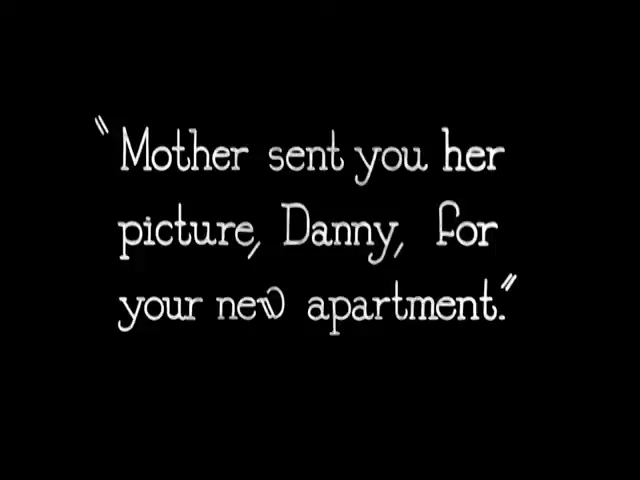 "Mother sent you her
picture, Danny, for
your new apartment."